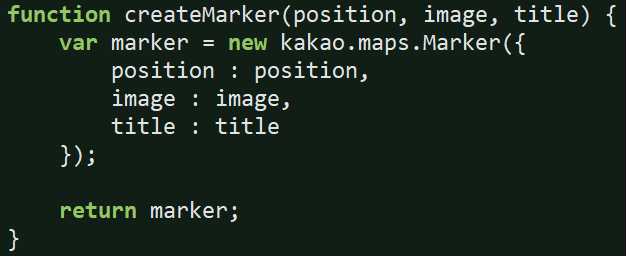 function createMarker(position, image, title) {
    var marker = new kakao.maps.Marker({
        position : position,
        image : image,
        title : title
    });

    return marker;
}